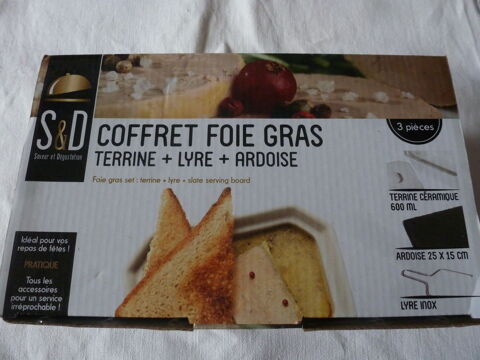 S&D
Saveur et Dégustation
COFFRET FOIE GRAS
TERRINE + LYRE + ARDOISE
Foie gras set : terrine + lyre + slate serving board
3 pièces
TERRINE CÉRAMIQUE
600 ML
ARDOISE 25 X 15 CM
LYRE INOX
Idéal pour vos
repas de fêtes !
PRATIQUE
Tous les
accessoires
pour un service
irréprochable !